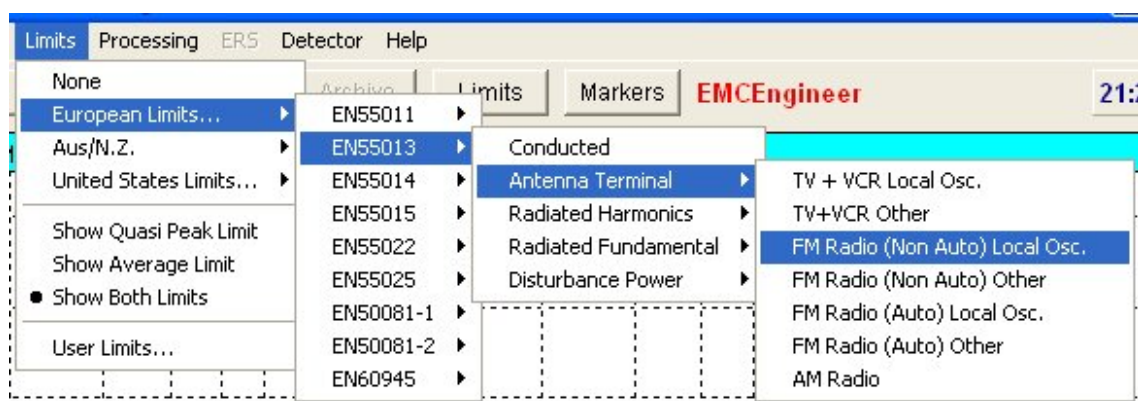 Limits Processing ERS Detector Help
Archive Limits Markers EMCEngineer
None
European Limits...
Aus/N.Z.
United States Limits...
Show Quasi Peak Limit
Show Average Limit
Show Both Limits
User Limits...
EN55011
EN55013
EN55014
EN55015
EN55022
EN55025
EN50081-1
EN50081-2
EN60945
Conducted
Antenna Terminal
Radiated Harmonics
Radiated Fundamental
Disturbance Power
TV + VCR Local Osc.
TV+VCR Other
FM Radio (Non Auto) Local Osc.
FM Radio (Non Auto) Other
FM Radio (Auto) Local Osc.
FM Radio (Auto) Other
AM Radio